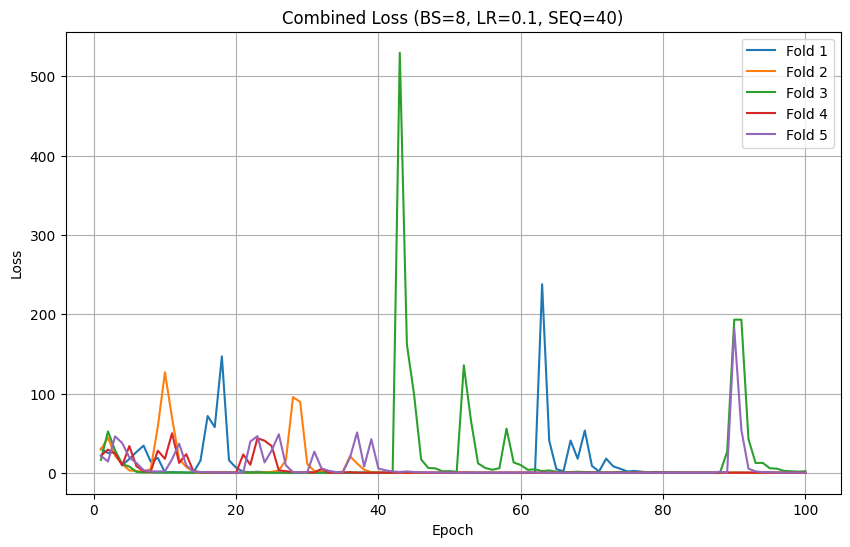 Combined Loss (BS=8, LR=0.1, SEQ=40)
Fold 1
Fold 2
Fold 3
Fold 4
Fold 5
Loss
500
400
300
200
100
0
0 20 40 60 80 100
Epoch